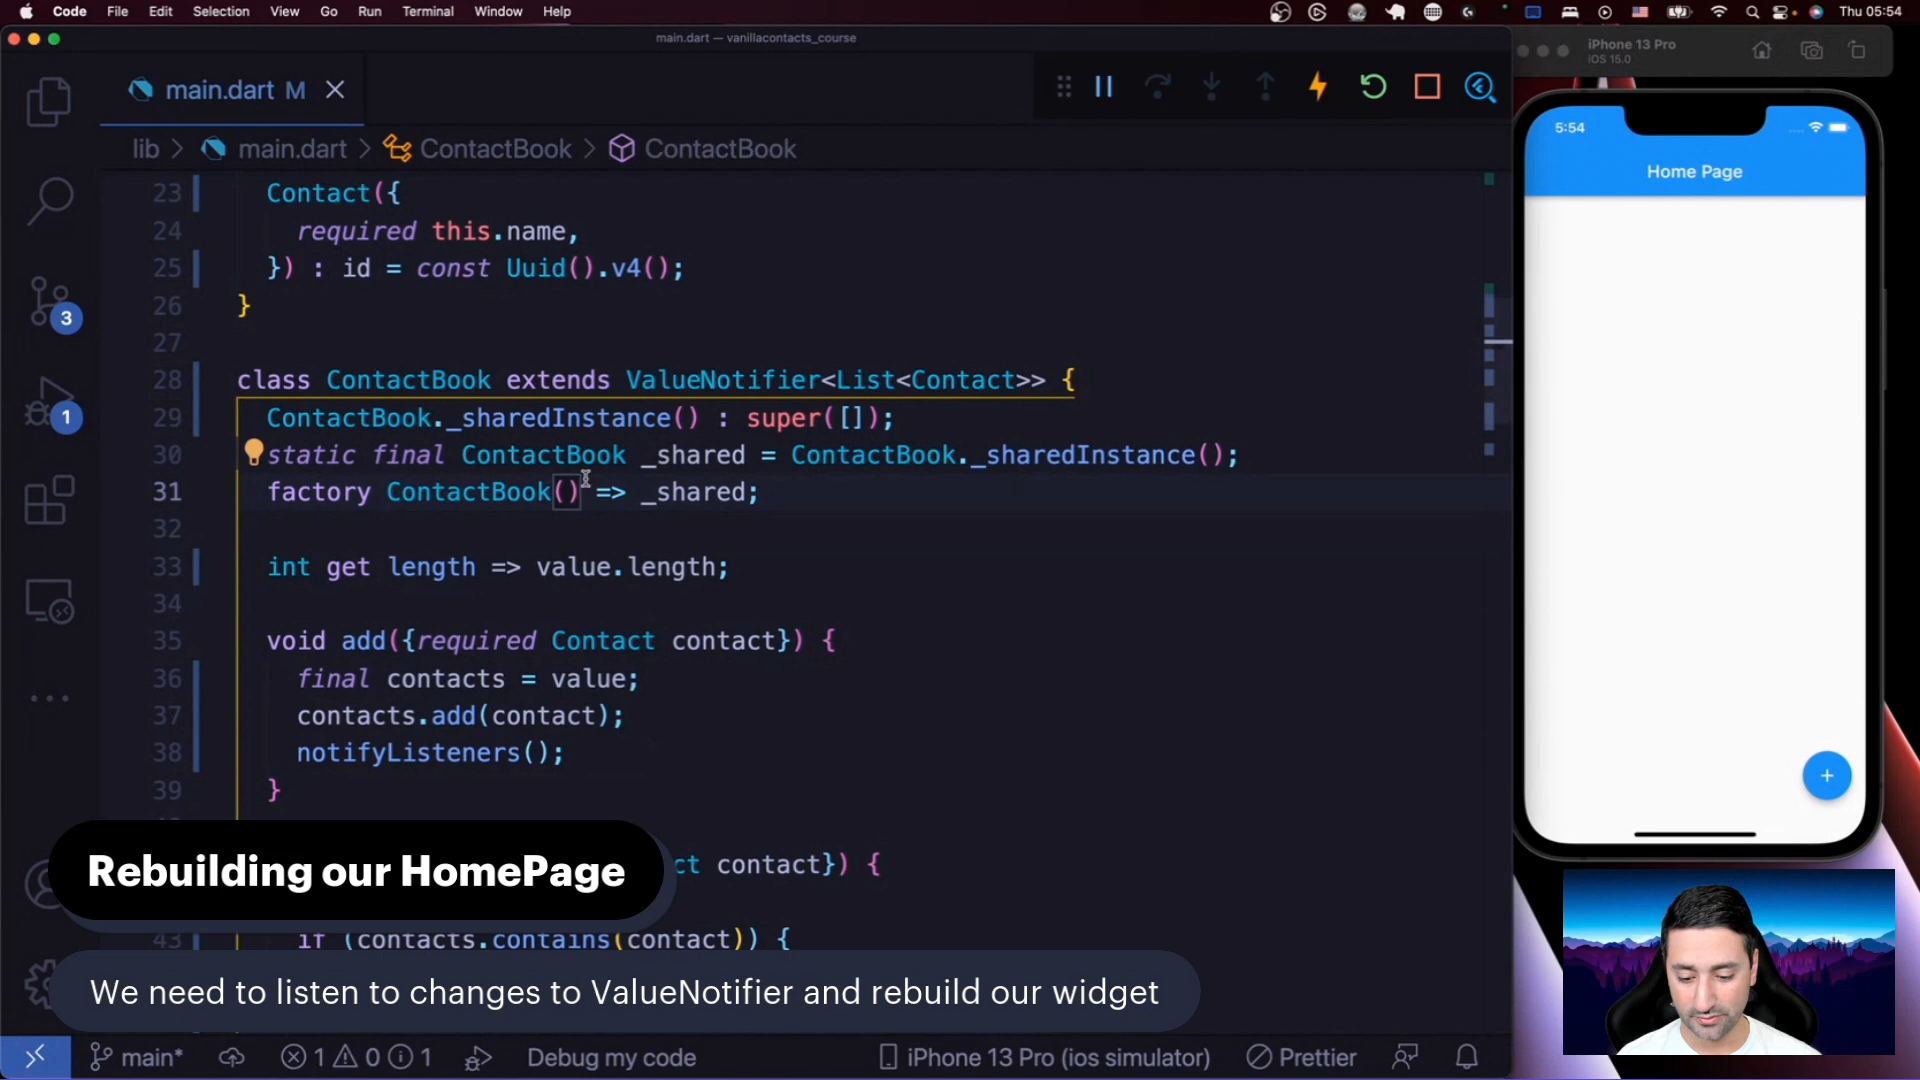 Code File Edit Selection View Go Run Terminal Window Help
Thu 05:54
main.dart — vanillacontacts_course
iPhone 13 Pro
iOS 15.0
main.dart M
lib > main.dart > ContactBook > ContactBook
23 Contact({
24 required this.name,
25 }) : id = const Uuid().v4();
26 }
27
28 class ContactBook extends ValueNotifier<List<Contact>> {
29 ContactBook._sharedInstance() : super([]);
30 static final ContactBook _shared = ContactBook._sharedInstance();
31 factory ContactBook() => _shared;
32
33 int get length => value.length;
34
35 void add({required Contact contact}) {
36 final contacts = value;
37 contacts.add(contact);
38 notifyListeners();
39 }
ct contact}) {
43 if (contacts.contains(contact)) {
3
1
5:54
Home Page
+
Rebuilding our HomePage
We need to listen to changes to ValueNotifier and rebuild our widget
main* 1 0 1 Debug my code iPhone 13 Pro (ios simulator) Prettier